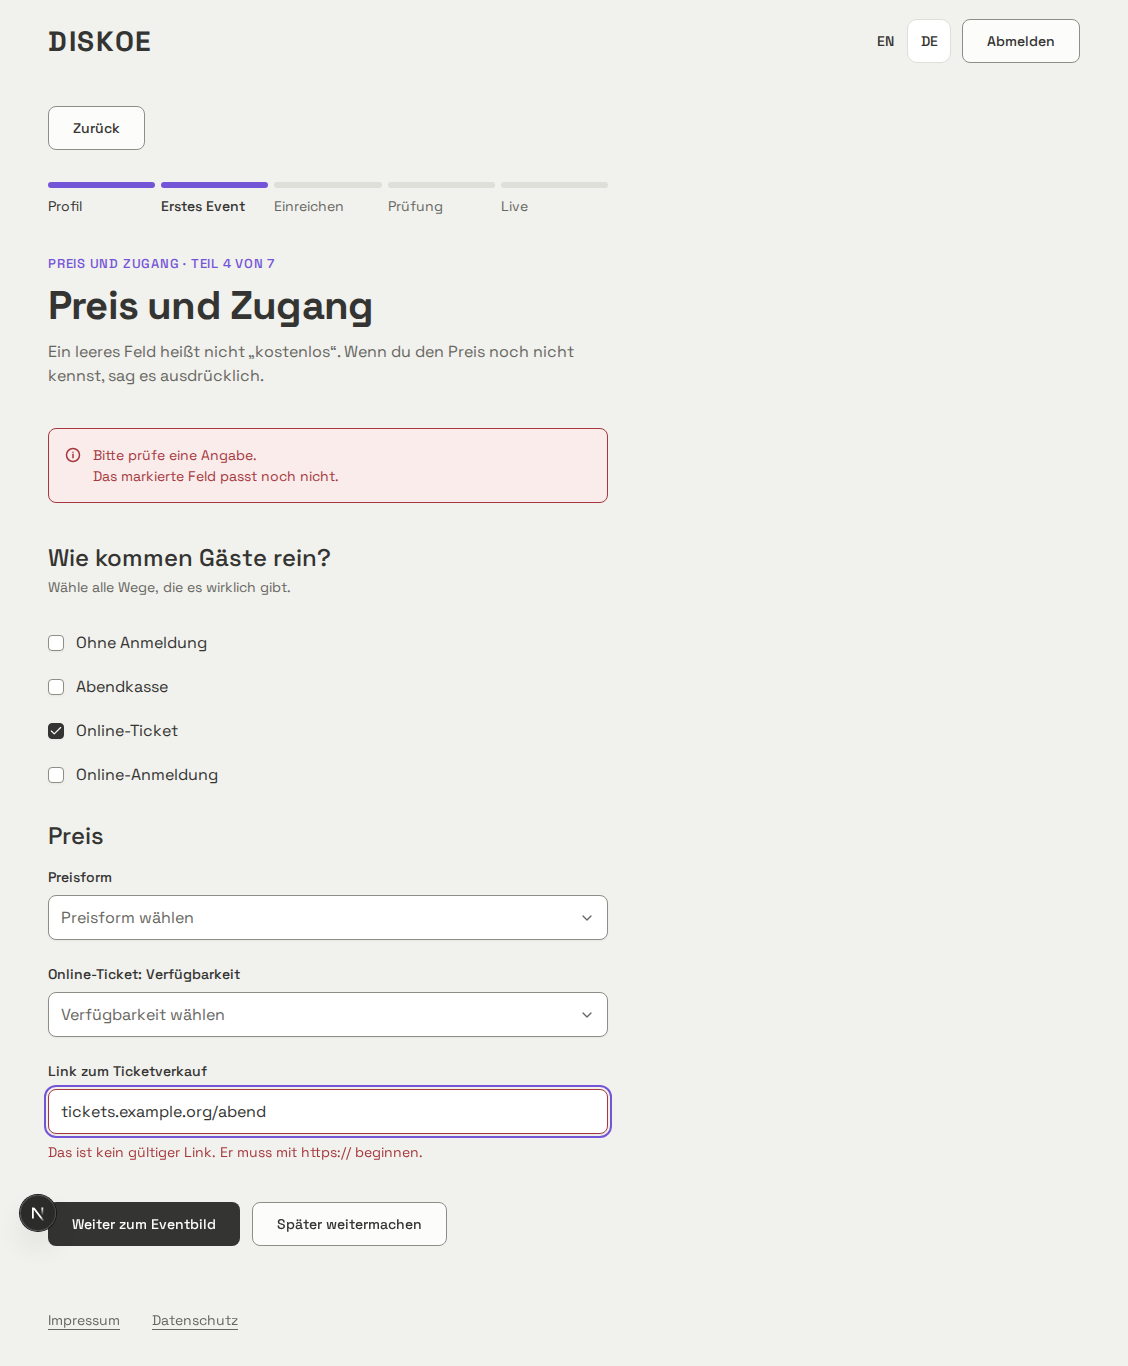 DISKOE
EN DE Abmelden
Zurück
Profil Erstes Event Einreichen Prüfung Live
PREIS UND ZUGANG · TEIL 4 VON 7
Preis und Zugang
Ein leeres Feld heißt nicht „kostenlos“. Wenn du den Preis noch nicht
kennst, sag es ausdrücklich.
Bitte prüfe eine Angabe.
Das markierte Feld passt noch nicht.
Wie kommen Gäste rein?
Wähle alle Wege, die es wirklich gibt.
Ohne Anmeldung
Abendkasse
Online-Ticket
Online-Anmeldung
Preis
Preisform
Preisform wählen
Online-Ticket: Verfügbarkeit
Verfügbarkeit wählen
Link zum Ticketverkauf
tickets.example.org/abend
Das ist kein gültiger Link. Er muss mit https:// beginnen.
N Weiter zum Eventbild Später weitermachen
Impressum Datenschutz